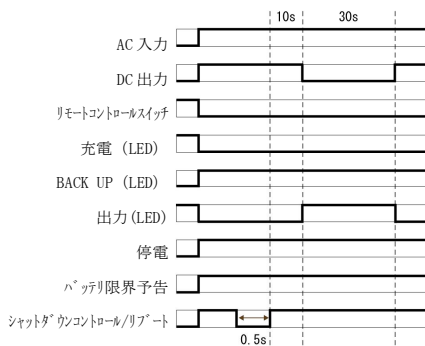 10s 30s
AC 入力
DC 出力
ﾘﾓｰﾄｺﾝﾄﾛｰﾙｽｲｯﾁ
充電 (LED)
BACK UP (LED)
出力(LED)
停電
ﾊﾞｯﾃﾘ限界予告
ｼｬｯﾄﾀﾞｳﾝｺﾝﾄﾛｰﾙ/ﾘﾌﾞｰﾄ
0.5s